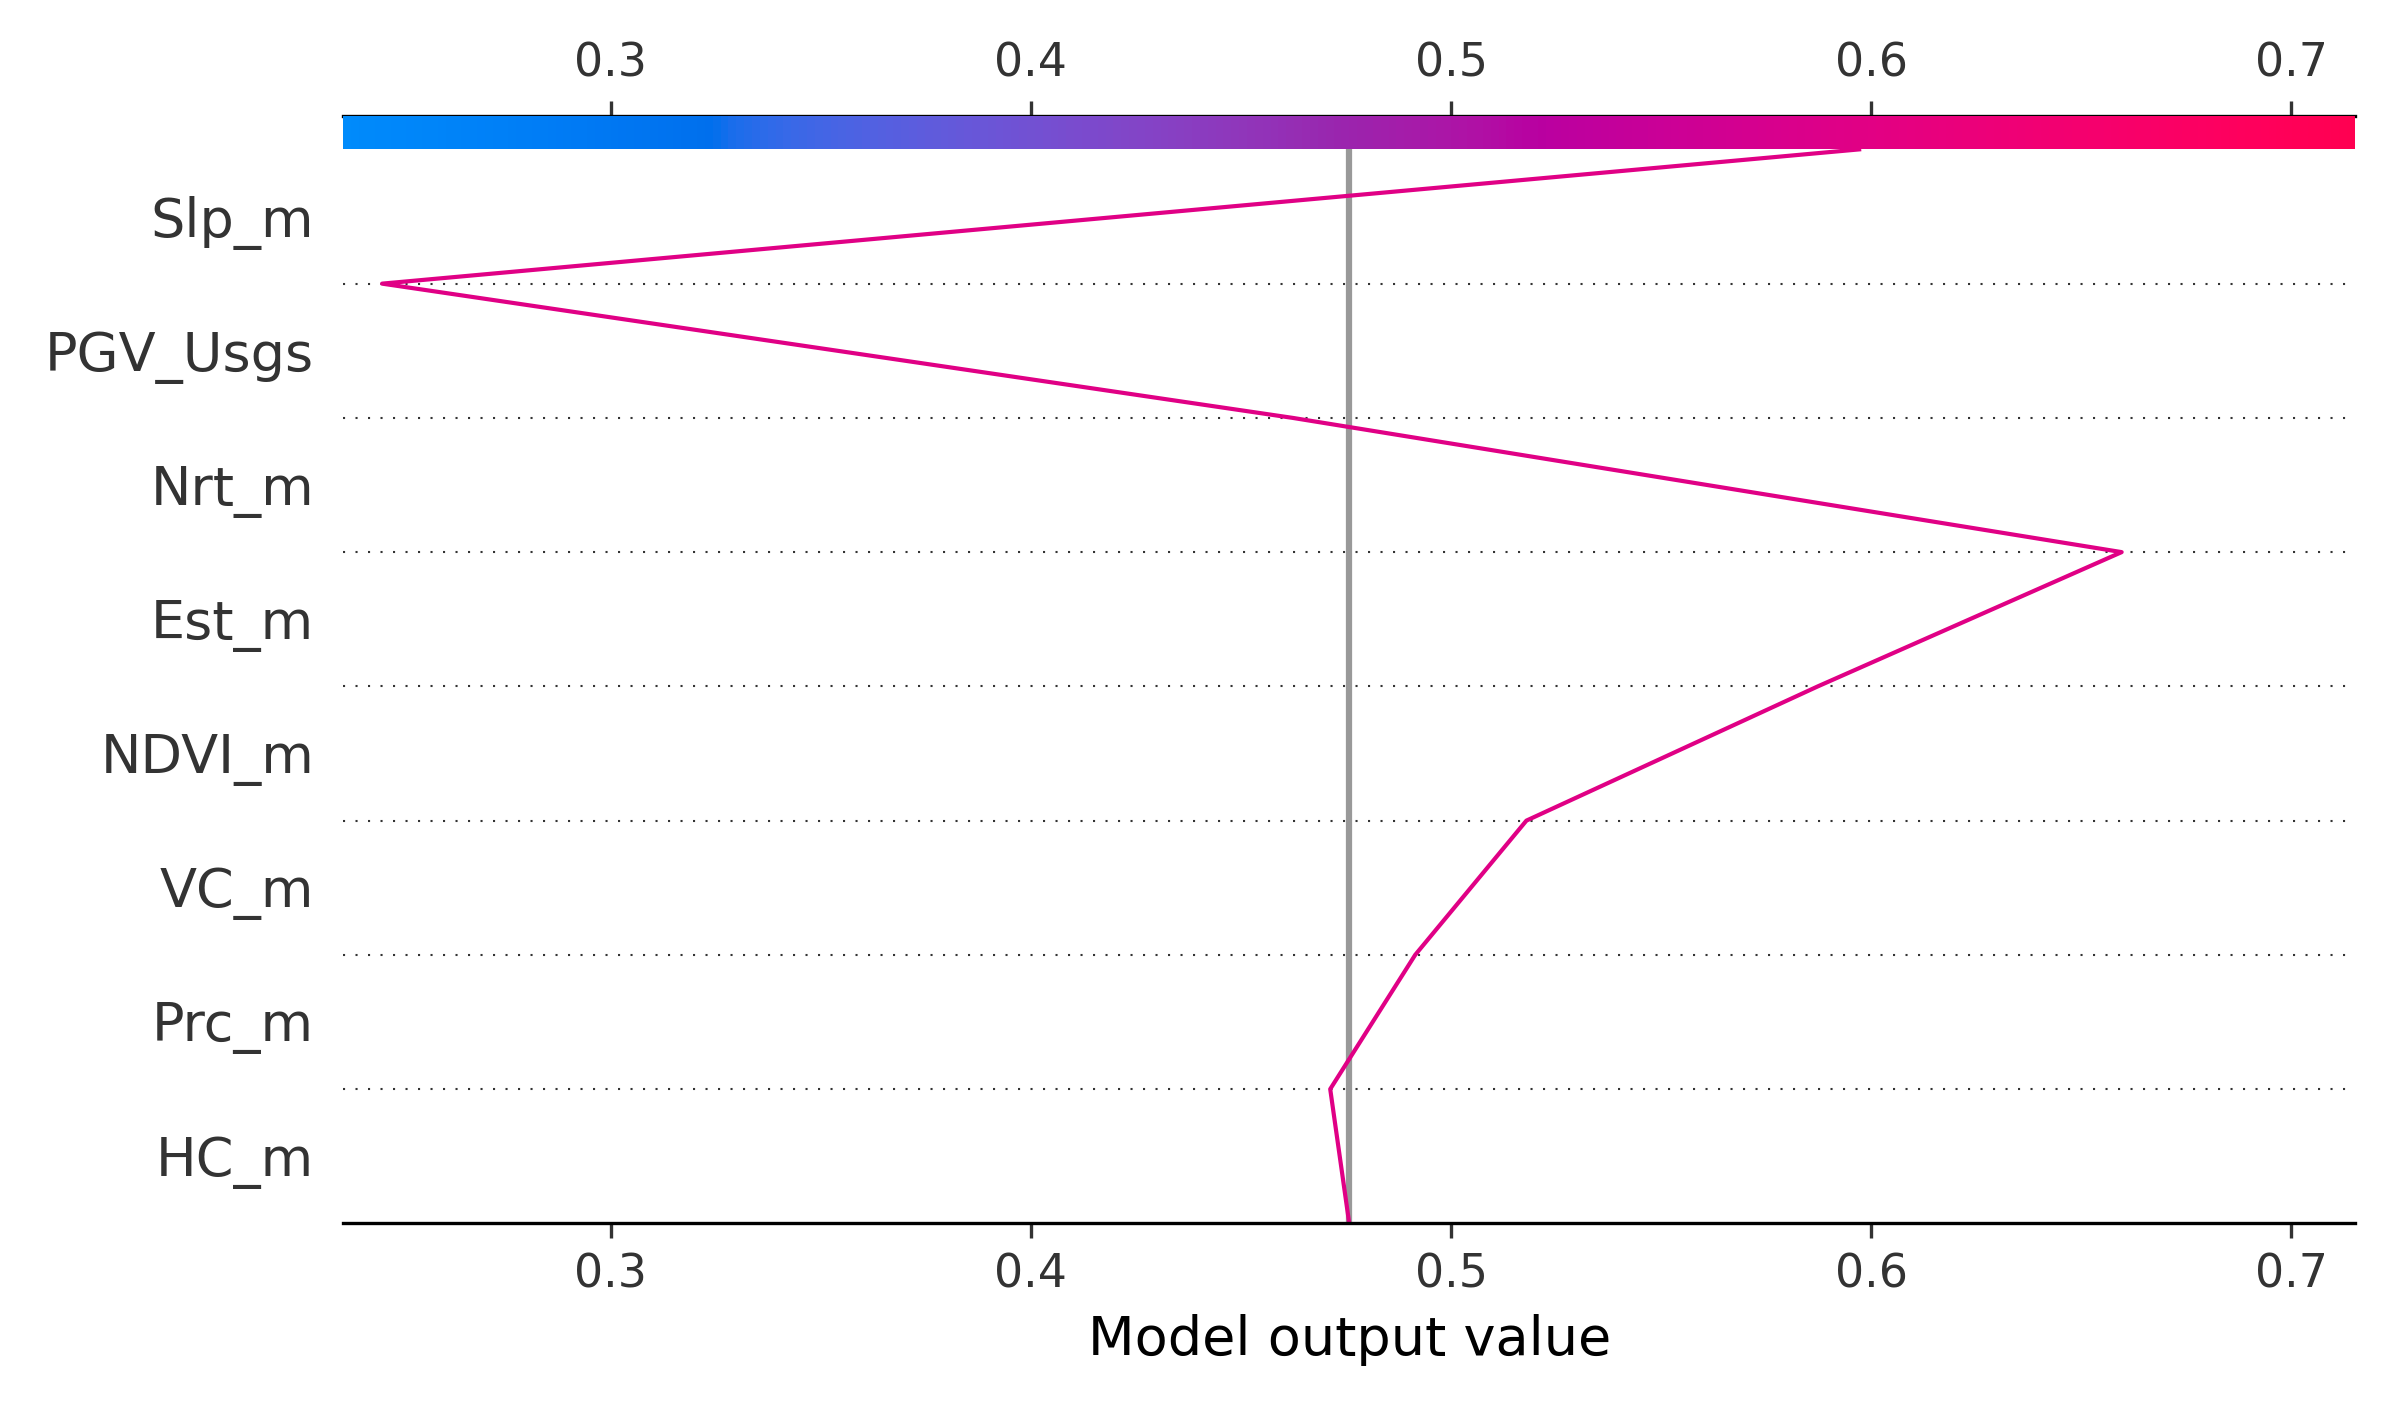 0.3 0.4 0.5 0.6 0.7
Slp_m
PGV_Usgs
Nrt_m
Est_m
NDVI_m
VC_m
Prc_m
HC_m
0.3 0.4 0.5 0.6 0.7
Model output value